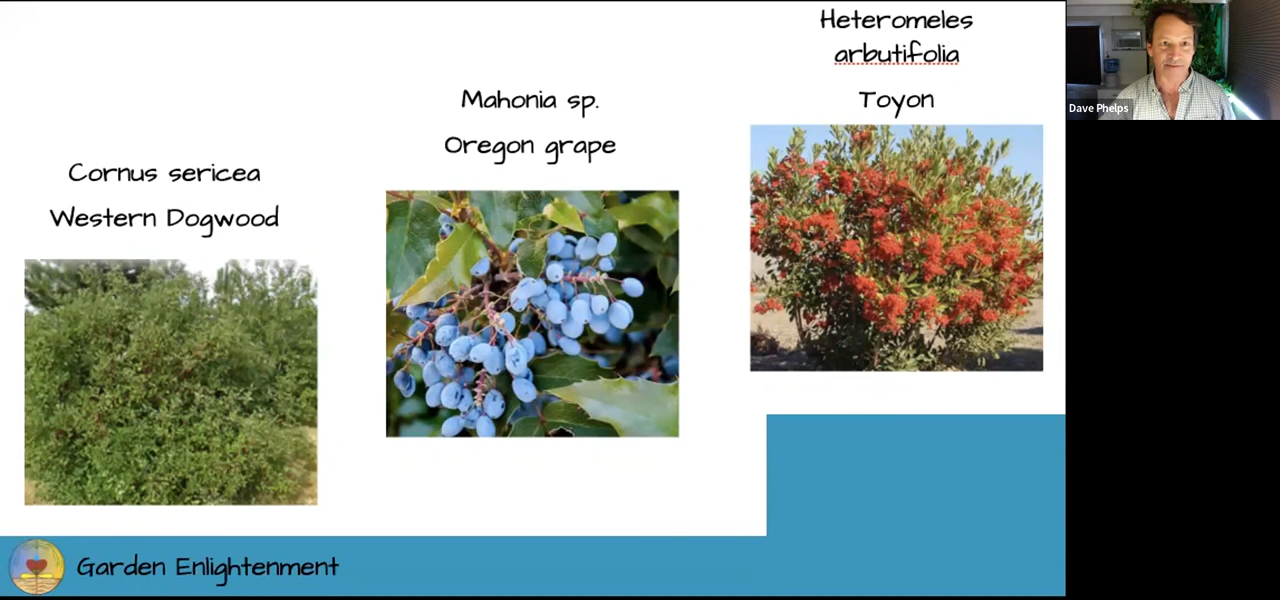 Cornus sericea
Western Dogwood
Mahonia sp.
Oregon grape
Heteromeles
arbutifolia
Toyon
Garden Enlightenment
Dave Phelps